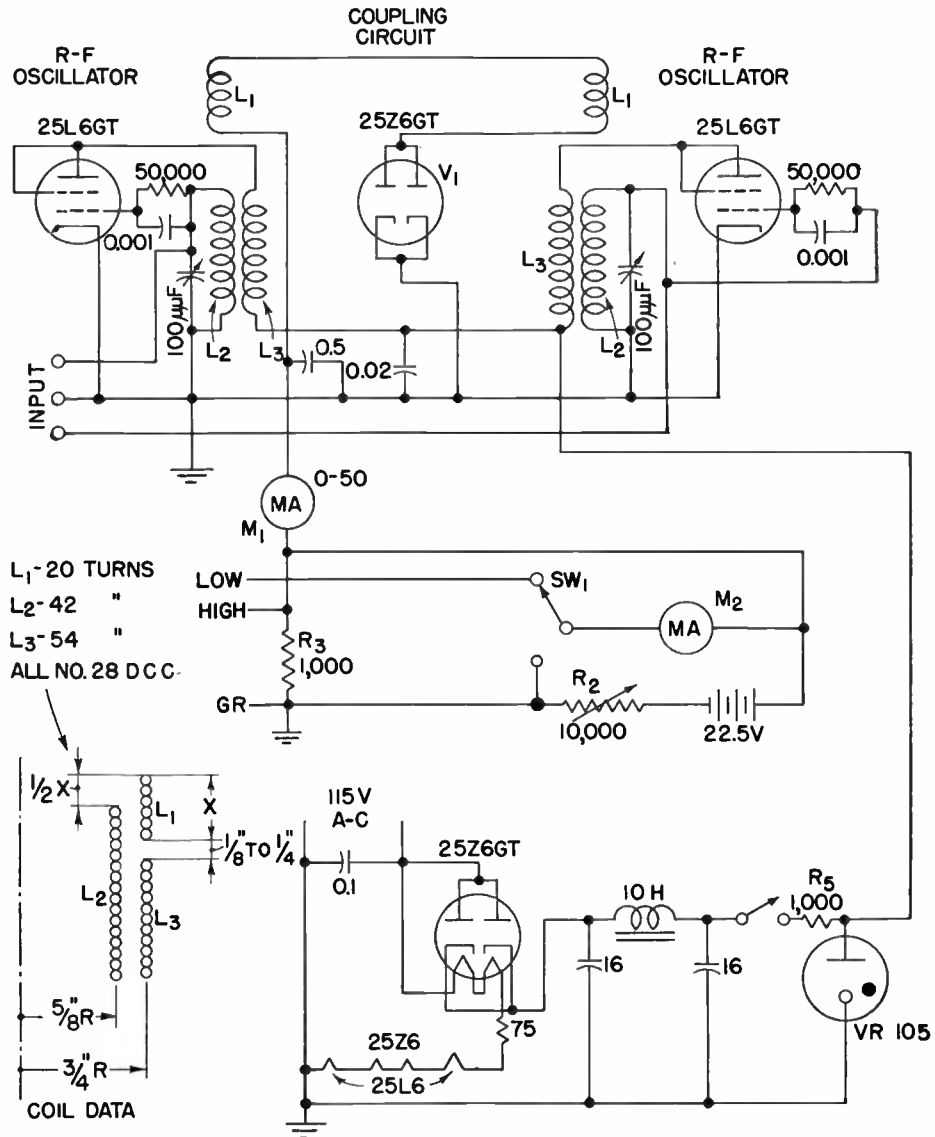 COUPLING
CIRCUIT
R-F
OSCILLATOR
R-F
OSCILLATOR
L1
L1
25L6GT
25Z6GT
25L6GT
50,000
V1
50,000
0.001
0.001
100µµF
L2
L3
L3
L2
100µµF
0.5
0.02
INPUT
0-50
MA
M1
L1-20 TURNS
L2-42 "
L3-54 "
ALL NO. 28 D C C.
LOW
SW1
M2
HIGH
MA
R3
1,000
R2
GR
10,000
22.5V
1/2 X
L1
X
1/8" TO 1/4"
L2
L3
5/8" R
3/4" R
COIL DATA
115 V
A-C
25Z6GT
0.1
10 H
R5
1,000
16
16
75
VR 105
25Z6
25L6